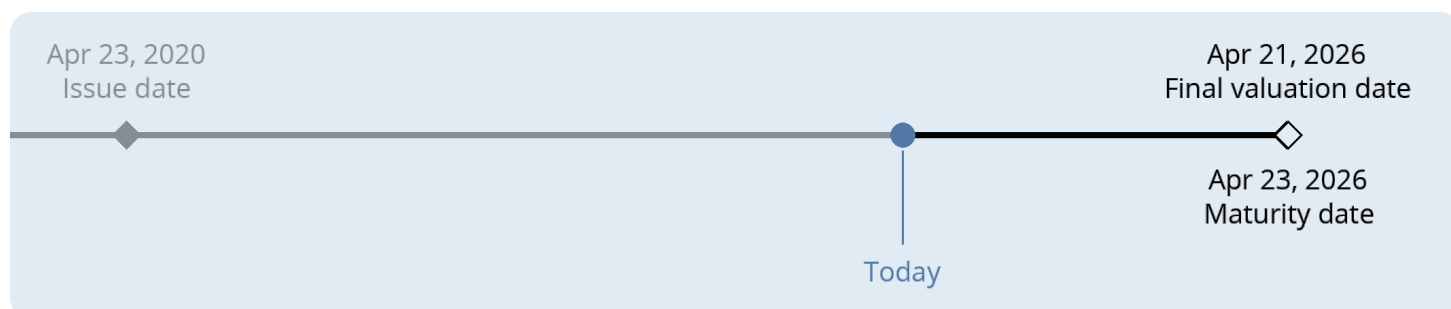 Apr 23, 2020
Issue date
Apr 21, 2026
Final valuation date
Apr 23, 2026
Maturity date
Today